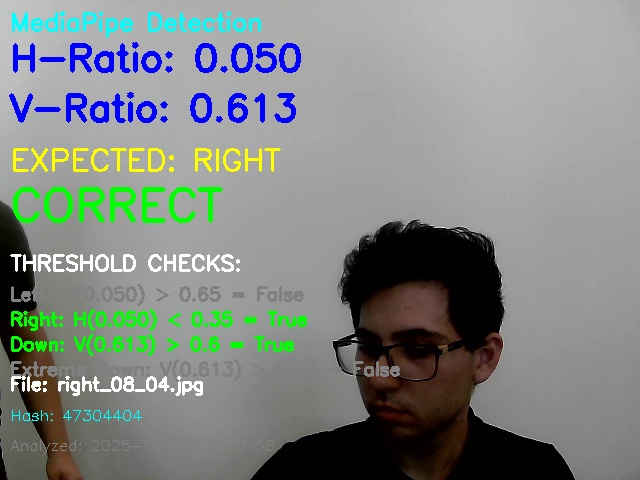 MediaPipe Detection
H-Ratio: 0.050
V-Ratio: 0.613
EXPECTED: RIGHT
CORRECT
THRESHOLD CHECKS:
(0.050) > 0.65 = False
Right: H(0.050) < 0.35 = True
Down: V(0.613) > 0.6 = True
Extreme Down: V(0.613) > False
File: right_08_04.jpg
Hash: 47304404
Analyzed: